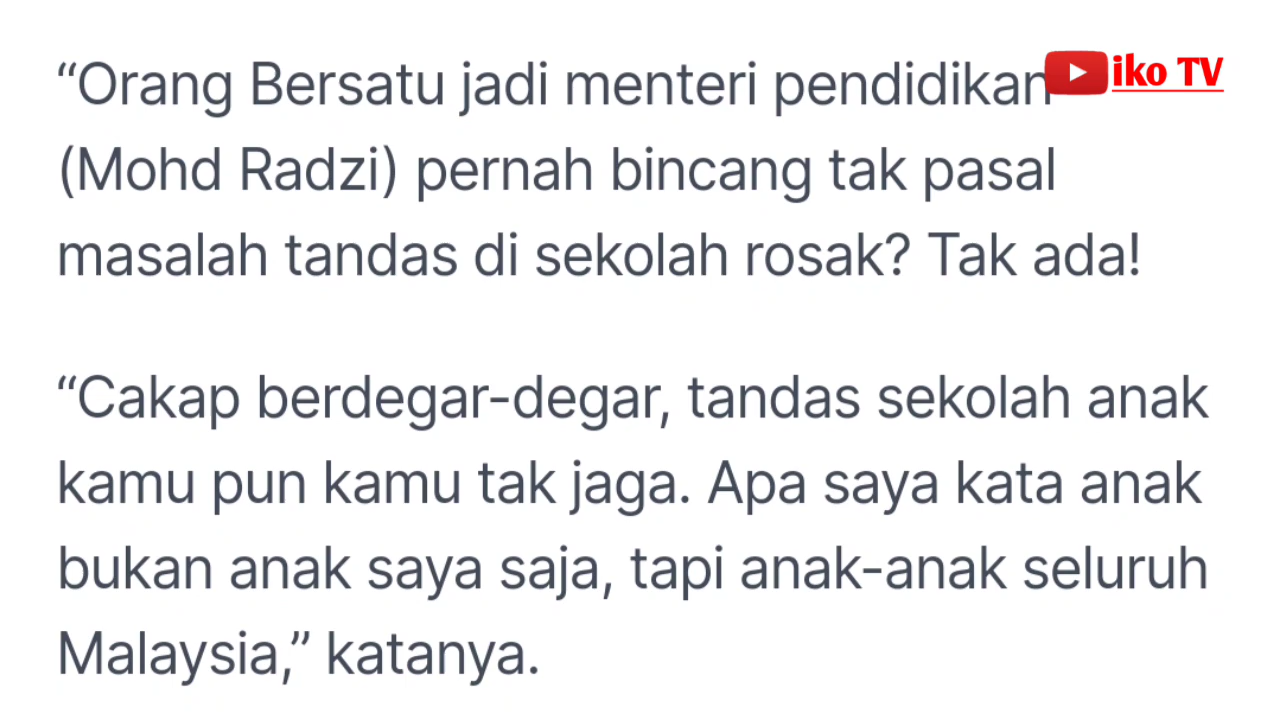 “Orang Bersatu jadi menteri pendidikan
iko TV
(Mohd Radzi) pernah bincang tak pasal
masalah tandas di sekolah rosak? Tak ada!
“Cakap berdegar-degar, tandas sekolah anak
kamu pun kamu tak jaga. Apa saya kata anak
bukan anak saya saja, tapi anak-anak seluruh
Malaysia,” katanya.